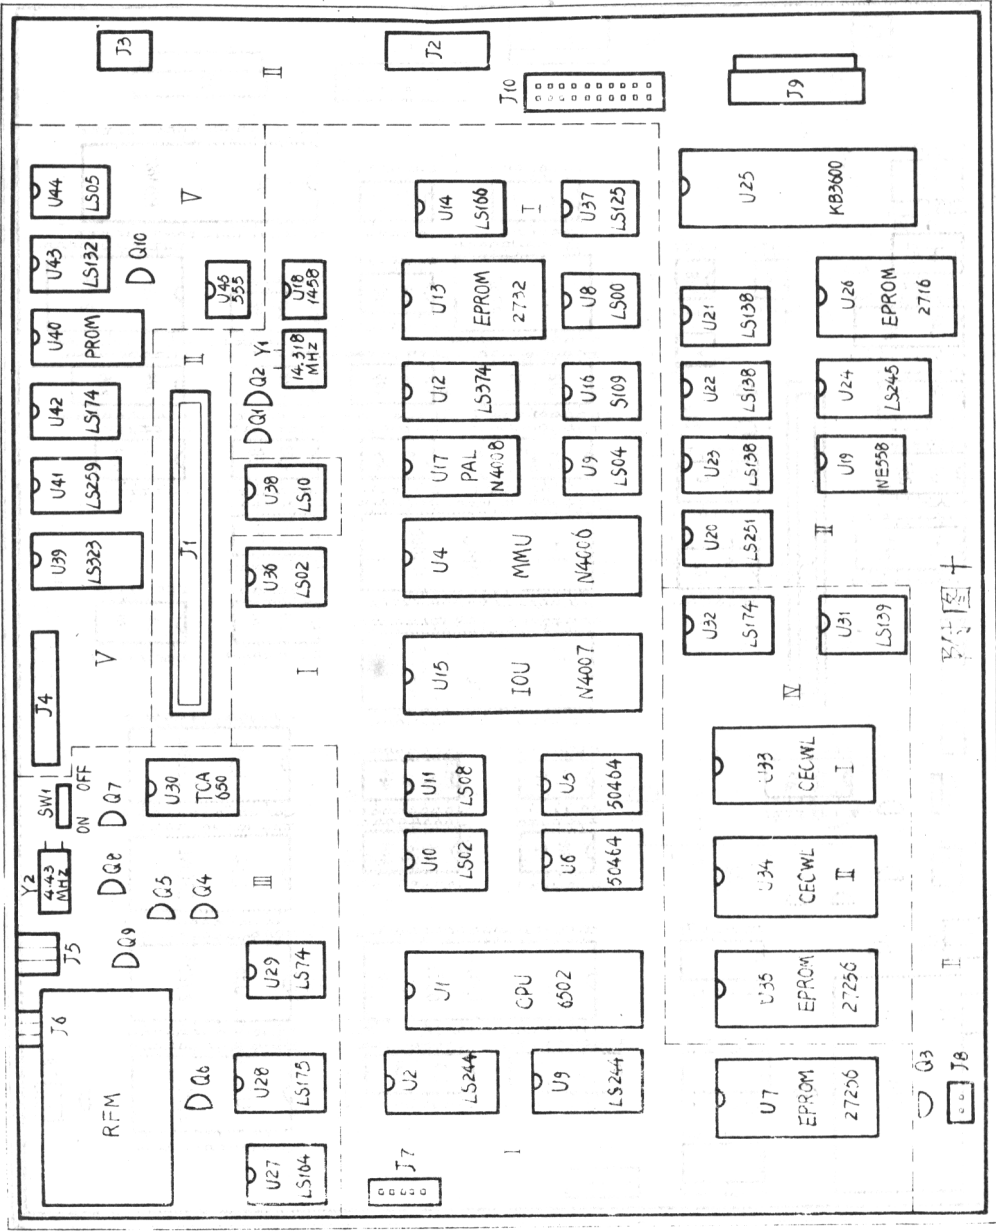 J3
J2
II
J10
J9
U44
LS05
V
U14
LS166
I
U37
LS125
U25
KB3600
U43
LS132
Q10
U45
555
U18
1458
U13
EPROM
2732
U8
LS00
U21
LS138
U26
EPROM
2716
U40
PROM
II
Y1
14.318
MHZ
U42
LS174
Q1
Q2
U12
LS374
U16
S109
U22
LS138
U24
LS245
U41
LS259
U38
LS10
U17
PAL
N4008
U9
LS04
U23
LS138
U19
NE558
U39
LS323
J1
U36
LS02
U4
MMU
N4006
U20
LS251
II
附图十
J4
V
I
U15
IOU
N4007
U32
LS174
U31
LS139
IV
SW1
ON
OFF
Q7
U30
TCA
650
U11
LS08
U5
50464
U33
CECWL
I
Y2
4.43
MHZ
Q8
Q5
Q4
III
U10
LS02
U6
50464
U34
CECWL
II
J5
Q9
U29
LS74
J1
CPU
6502
U35
EPROM
27256
II
J6
RFM
Q6
U28
LS175
U2
LS244
U9
LS244
U7
EPROM
27256
Q3
J8
U27
LS104
J7
I